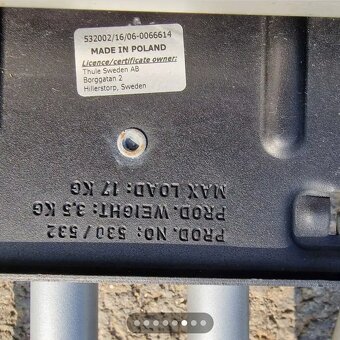 532002/16/06-0066614
MADE IN POLAND
Licence/certificate owner:
Thule Sweden AB
Borggatan 2
Hillerstorp, Sweden
PROD. NO: 530 / 532
PROD. WEIGHT: 3,5 KG
MAX LOAD: 17 KG